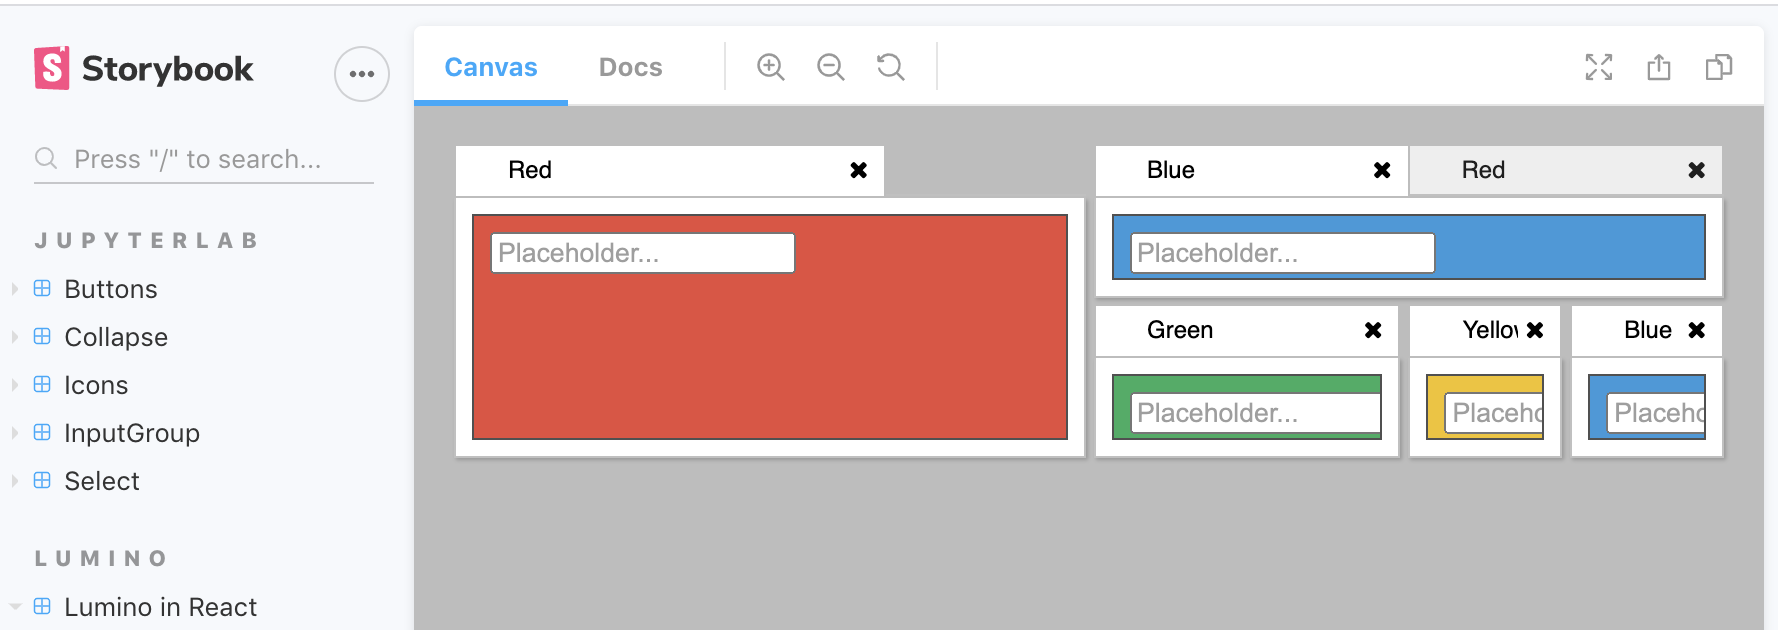 Storybook
Press "/" to search...
JUPYTERLAB
Buttons
Collapse
Icons
InputGroup
Select
LUMINO
Lumino in React
Canvas
Docs
Red
Placeholder...
Blue
Red
Placeholder...
Green
Placeholder...
Yellov
Placeho
Blue
Placeho